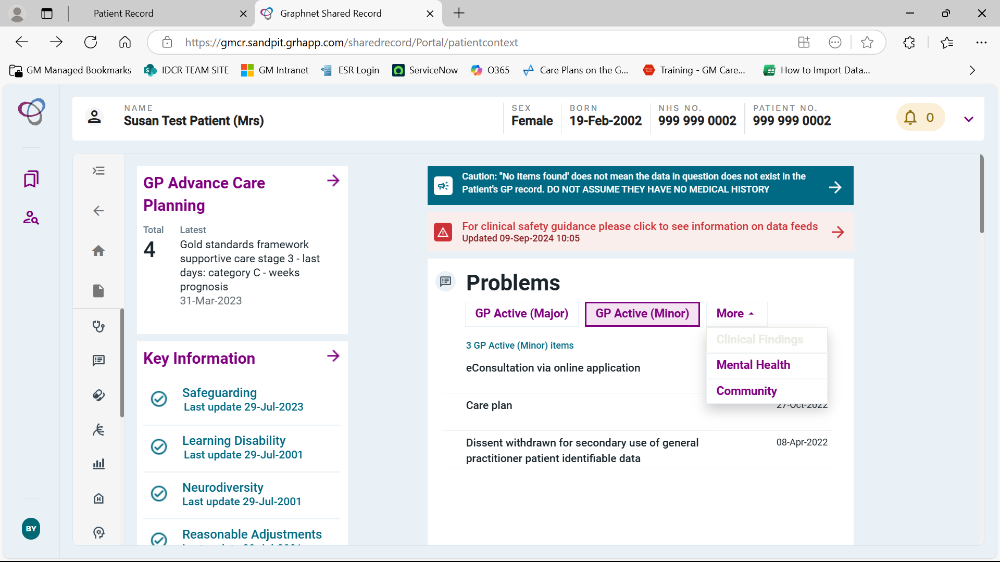 Patient Record
Graphnet Shared Record
https://gmcr.sandpit.grhapp.com/sharedrecord/Portal/patientcontext
GM Managed Bookmarks
IDCR TEAM SITE
GM Intranet
ESR Login
ServiceNow
O365
Care Plans on the G...
Training - GM Care...
How to Import Data...
NAME
Susan Test Patient (Mrs)
SEX
Female
BORN
19-Feb-2002
NHS NO.
999 999 0002
PATIENT NO.
999 999 0002
0
GP Advance Care
Planning
Total
4
Latest
Gold standards framework
supportive care stage 3 - last
days: category C - weeks
prognosis
31-Mar-2023
Key Information
Safeguarding
Last update 29-Jul-2023
Learning Disability
Last update 29-Jul-2001
Neurodiversity
Last update 29-Jul-2001
Reasonable Adjustments
Caution: "No Items found' does not mean the data in question does not exist in the
Patient's GP record. DO NOT ASSUME THEY HAVE NO MEDICAL HISTORY
For clinical safety guidance please click to see information on data feeds
Updated 09-Sep-2024 10:05
Problems
GP Active (Major)
GP Active (Minor)
More
Clinical Findings
Mental Health
Community
3 GP Active (Minor) items
eConsultation via online application
Care plan
27-Oct-2022
Dissent withdrawn for secondary use of general
practitioner patient identifiable data
08-Apr-2022
BY